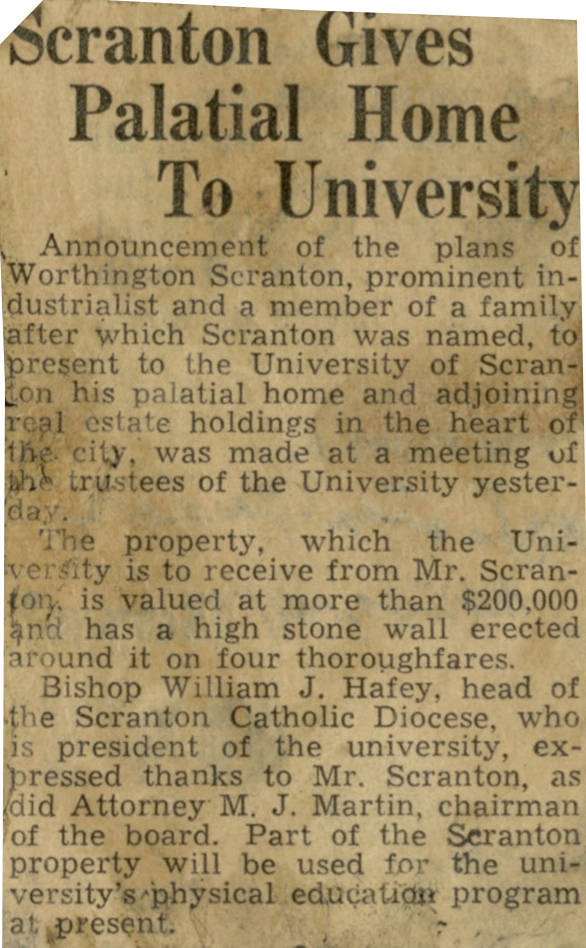 Scranton Gives
Palatial Home
To University
Announcement of the plans of
Worthington Scranton, prominent in-
dustrialist and a member of a family
after which Scranton was named, to
present to the University of Scran-
ton his palatial home and adjoining
real estate holdings in the heart of
the city, was made at a meeting of
the trustees of the University yester-
day.
The property, which the Uni-
versity is to receive from Mr. Scran-
ton, is valued at more than $200,000
and has a high stone wall erected
around it on four thoroughfares.
Bishop William J. Hafey, head of
the Scranton Catholic Diocese, who
is president of the university, ex-
pressed thanks to Mr. Scranton, as
did Attorney M. J. Martin, chairman
of the board. Part of the Scranton
property will be used for the uni-
versity's physical education program
at present.